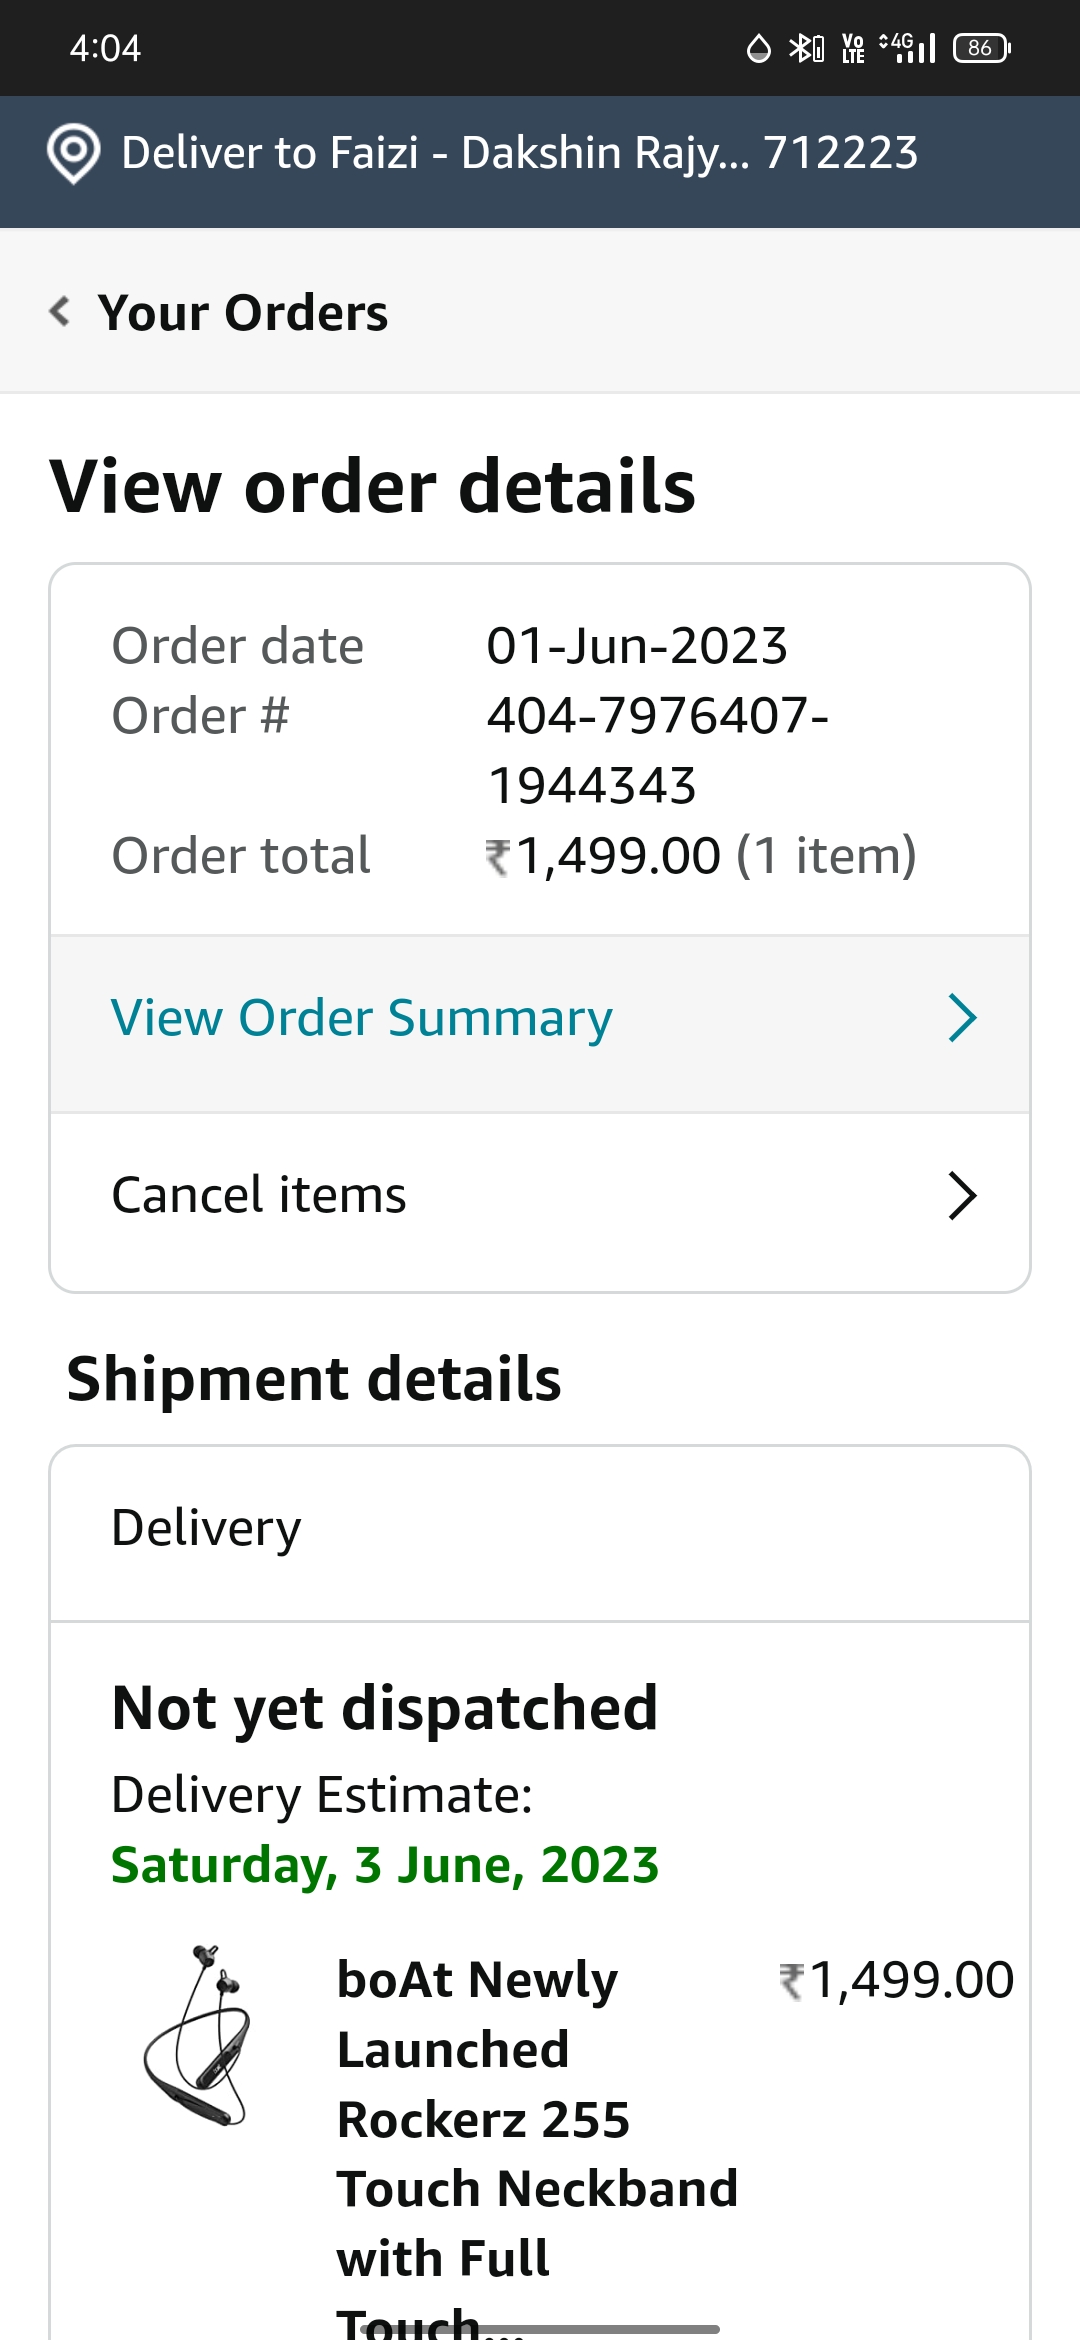 4:04
Vo LTE 4G 86
Deliver to Faizi - Dakshin Rajy... 712223
Your Orders
View order details
Order date 01-Jun-2023
Order # 404-7976407-
1944343
Order total ₹1,499.00 (1 item)
View Order Summary
Cancel items
Shipment details
Delivery
Not yet dispatched
Delivery Estimate:
Saturday, 3 June, 2023
boAt Newly ₹1,499.00
Launched
Rockerz 255
Touch Neckband
with Full
Touch...